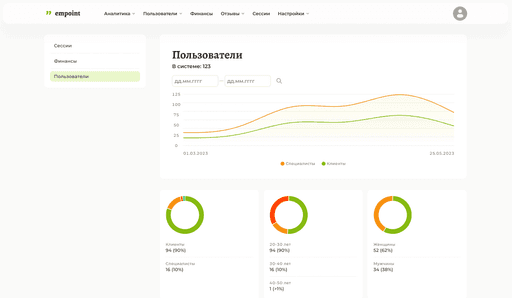 empoint
Аналитика Пользователи Финансы Отзывы Сессии Настройки
Сессии
Финансы
Пользователи
Пользователи
В системе: 123
ДД.ММ.ГГГГ — ДД.ММ.ГГГГ
125
100
75
50
25
0
01.03.2023
25.05.2023
Специалисты Клиенты
Клиенты
94 (90%)
Специалисты
16 (10%)
20-30 лет
94 (90%)
30-40 лет
16 (10%)
40-50 лет
1 (<1%)
Женщины
52 (62%)
Мужчины
34 (38%)